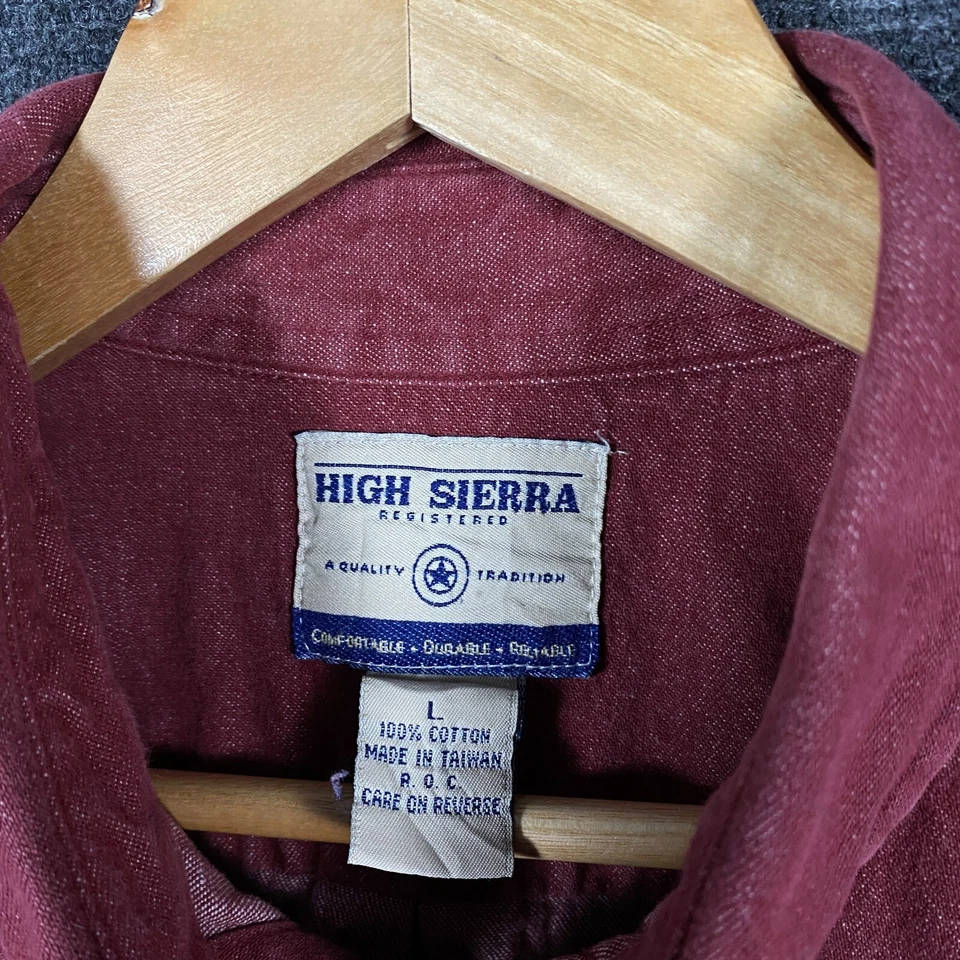 HIGH SIERRA
REGISTERED
A QUALITY TRADITION
COMFORTABLE - DURABLE - RELIABLE
L
100% COTTON
MADE IN TAIWAN
R. O. C.
CARE ON REVERSE